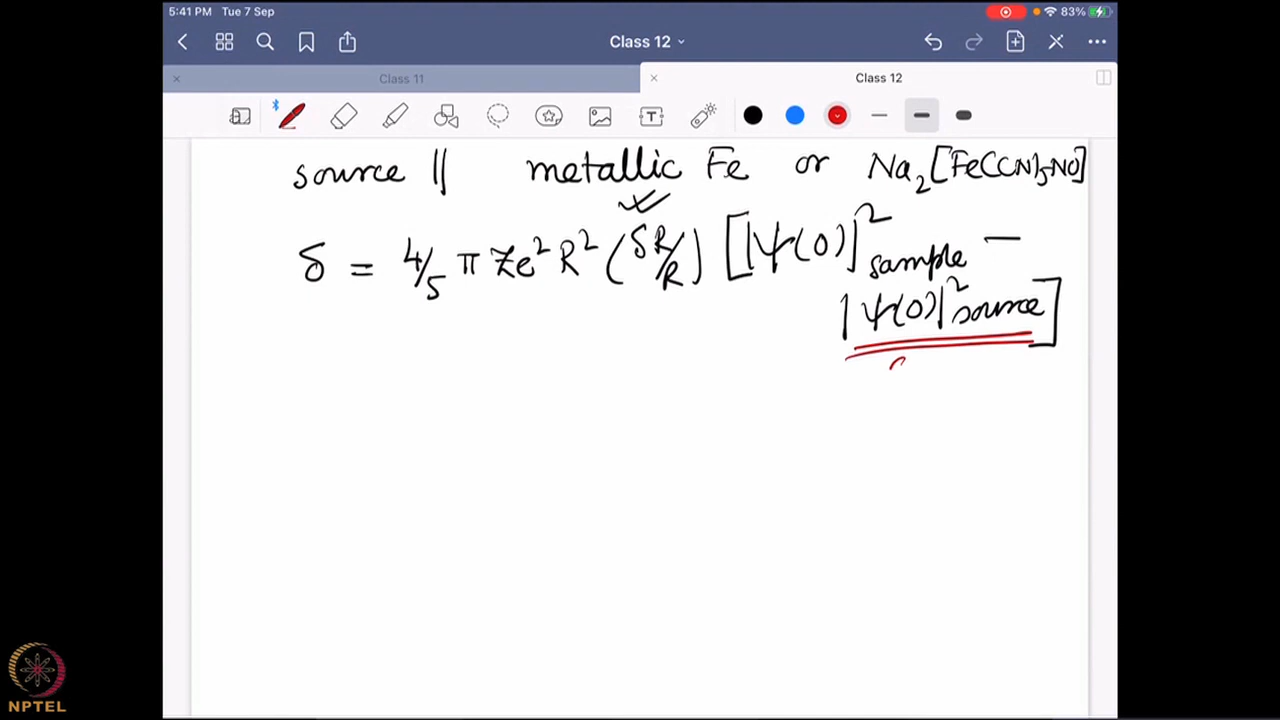 5:41 PM Tue 7 Sep
83%
Class 12
Class 11
Class 12
source || metallic Fe or Na₂[Fe(CN)₅NO]
δ = 4/5 π Ze² R² (δR/R) [|ψ(0)|² sample –
|ψ(0)|² source]
NPTEL